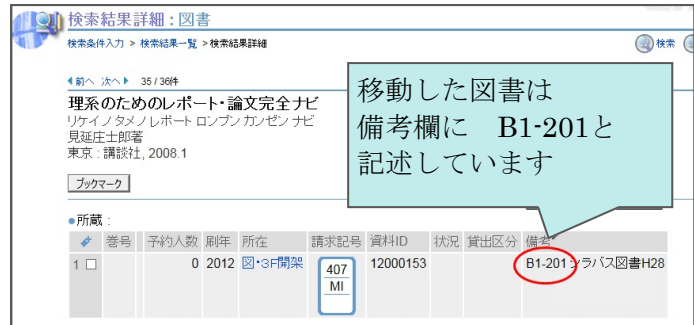 検索結果詳細：図書
検索条件入力 > 検索結果一覧 >検索結果詳細
検索
前へ 次へ 35 / 36件
理系のためのレポート・論文完全ナビ
リケイ ノ タメ ノ レポート ロンブン カンゼン ナビ
見延庄士郎著
東京 : 講談社, 2008.1
ブックマーク
移動した図書は
備考欄に B1-201と
記述しています
所蔵 :
巻号 予約人数 刷年 所在 請求記号 資料ID 状況 貸出区分 備考
1 0 2012 図・3F開架 407 MI 12000153 B1-201 シラバス図書H28